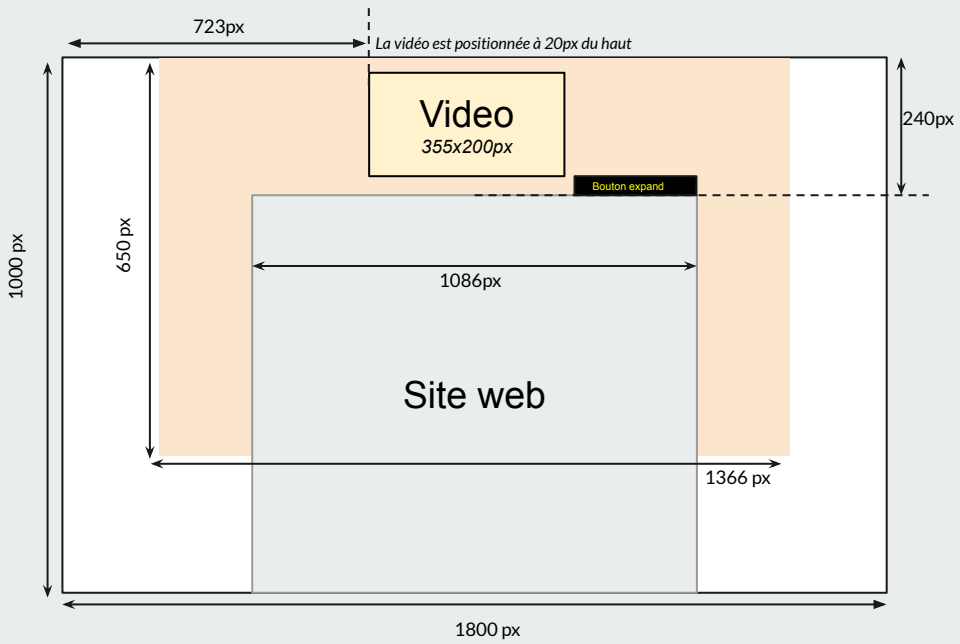 723px
La vidéo est positionnée à 20px du haut
Video
355x200px
240px
Bouton expand
650 px
1000 px
1086px
Site web
1366 px
1800 px